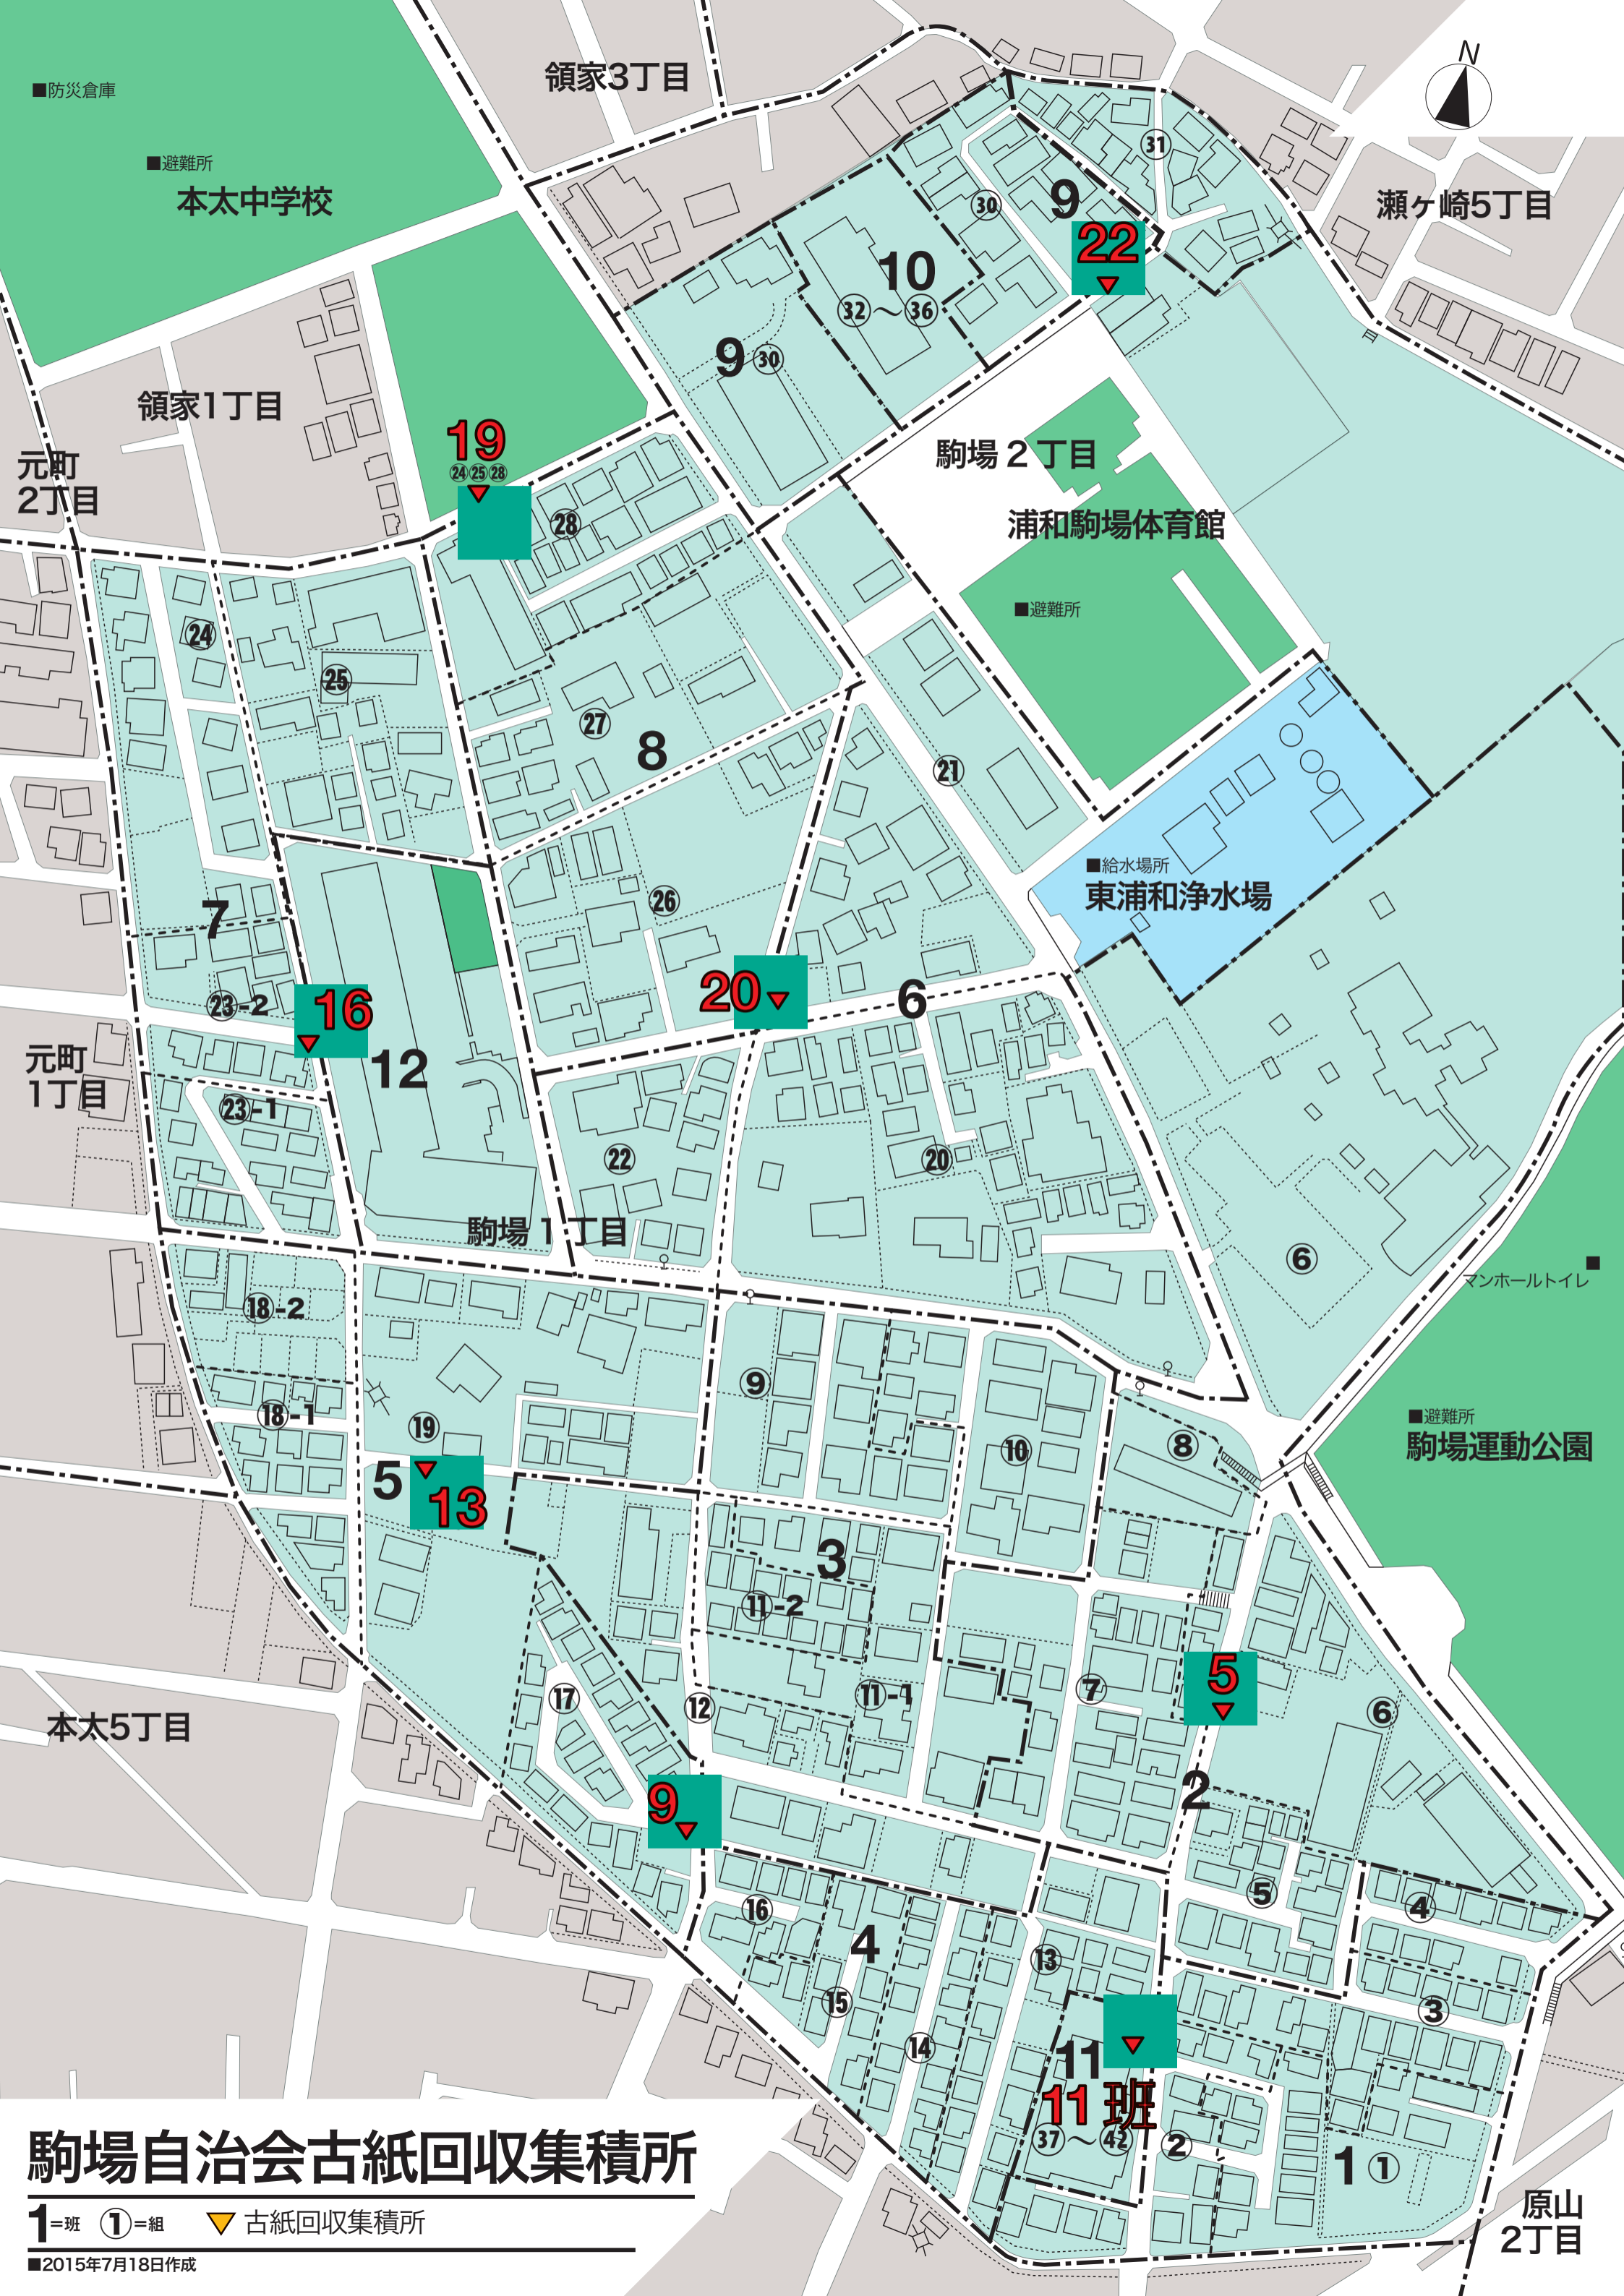 ■防災倉庫
領家3丁目
N
■避難所
本太中学校
㉛
瀬ヶ崎5丁目
㉚
9
22
10
㉜〜㊱
9 ㉚
領家1丁目
19
㉔㉕㉘
駒場2丁目
元町
2丁目
㉘
浦和駒場体育館
■避難所
㉔
㉕
㉗
8
㉑
■給水場所
東浦和浄水場
㉖
7
㉓-2
16
20
6
元町
1丁目
12
㉓-1
㉒
⑳
駒場1丁目
⑥
■
マンホールトイレ
⑱-2
⑨
⑱-1
⑲
⑩
⑧
■避難所
駒場運動公園
5
13
3
⑪-2
5
⑰
⑫
⑪-1
⑦
⑥
本太5丁目
2
9
⑤
④
⑯
4
⑬
⑮
③
⑭
11
11班
㊲〜㊷
②
1 ①
駒場自治会古紙回収集積所
1=班 ①=組 古紙回収集積所
■2015年7月18日作成
原山
2丁目